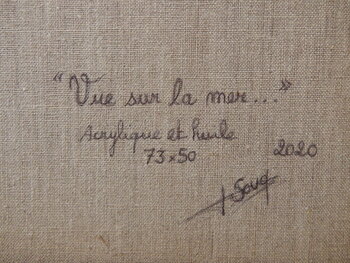 “Vue sur la mer...”
Acrylique et huile
73x50 2020